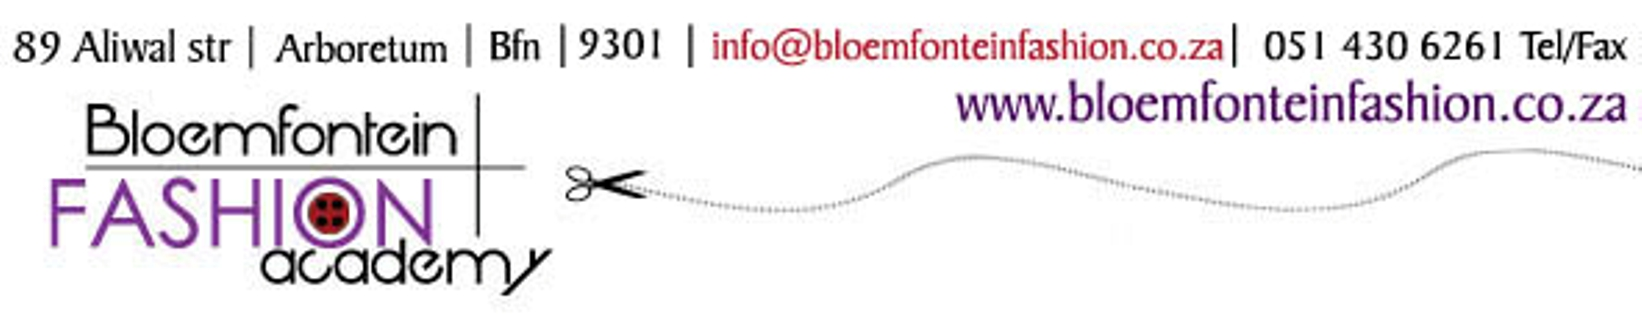 89 Aliwal str | Arboretum | Bfn | 9301 | info@bloemfonteinfashion.co.za | 051 430 6261 Tel/Fax
www.bloemfonteinfashion.co.za
Bloemfontein
FASHION
academy